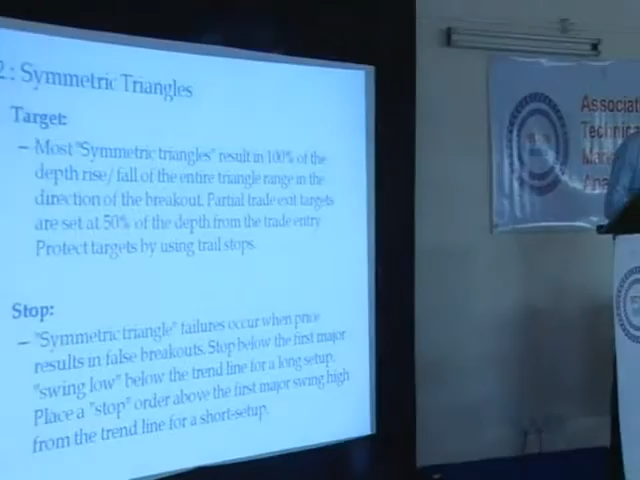 2 : Symmetric Triangles
Target:
– Most "Symmetric triangles" result in 100% of the
depth rise/ fall of the entire triangle range in the
direction of the breakout. Partial trade exit targets
are set at 50% of the depth from the trade entry.
Protect targets by using trail stops.
Stop:
– "Symmetric triangle" failures occur when price
results in false breakouts. Stop below the first major
"swing low" below the trend line for a long setup.
Place a "stop" order above the first major swing high
from the trend line for a short-setup.
Associat
Technica